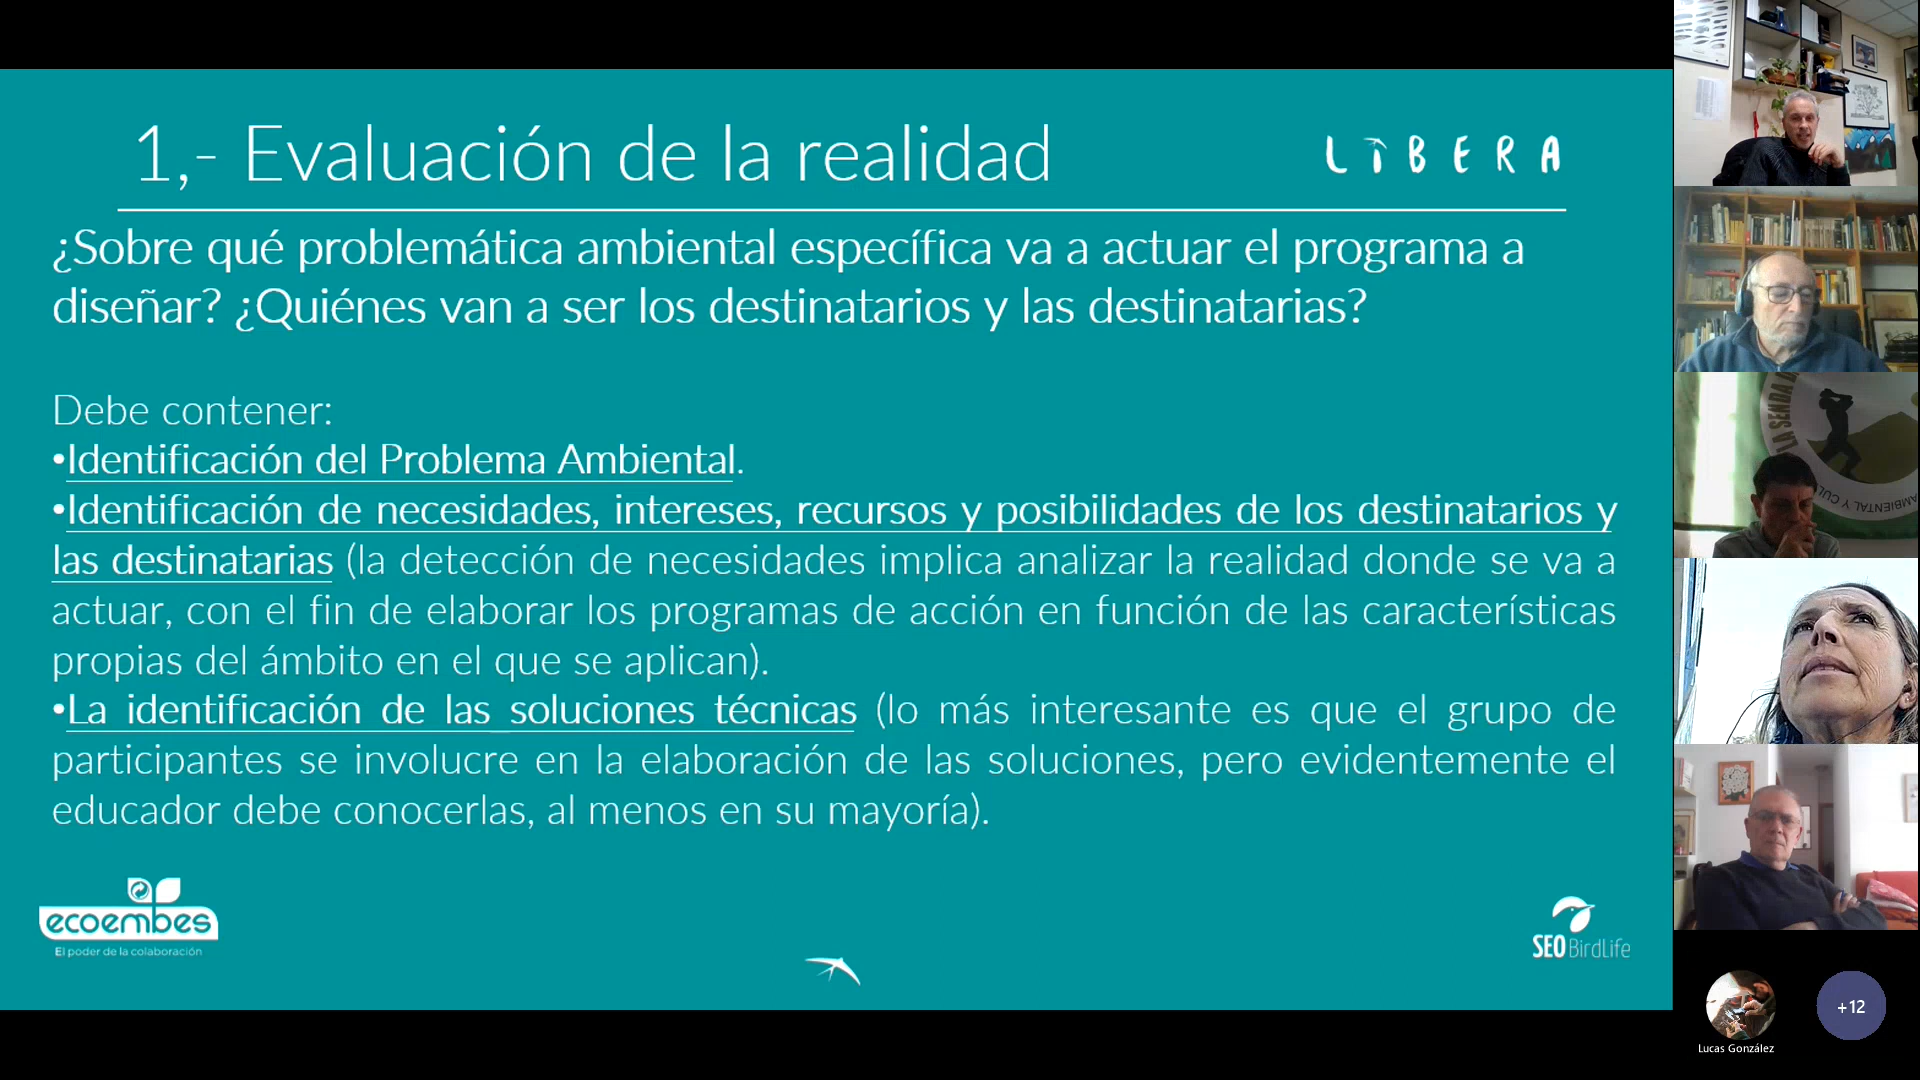 1,- Evaluación de la realidad
LIBERA
¿Sobre qué problemática ambiental específica va a actuar el programa a
diseñar? ¿Quiénes van a ser los destinatarios y las destinatarias?
Debe contener:
•Identificación del Problema Ambiental.
•Identificación de necesidades, intereses, recursos y posibilidades de los destinatarios y
las destinatarias (la detección de necesidades implica analizar la realidad donde se va a
actuar, con el fin de elaborar los programas de acción en función de las características
propias del ámbito en el que se aplican).
•La identificación de las soluciones técnicas (lo más interesante es que el grupo de
participantes se involucre en la elaboración de las soluciones, pero evidentemente el
educador debe conocerlas, al menos en su mayoría).
ecoembes
El poder de la colaboración
SEO BirdLife
LA SENDA
AMBIENTAL Y CUL
+12
Lucas González